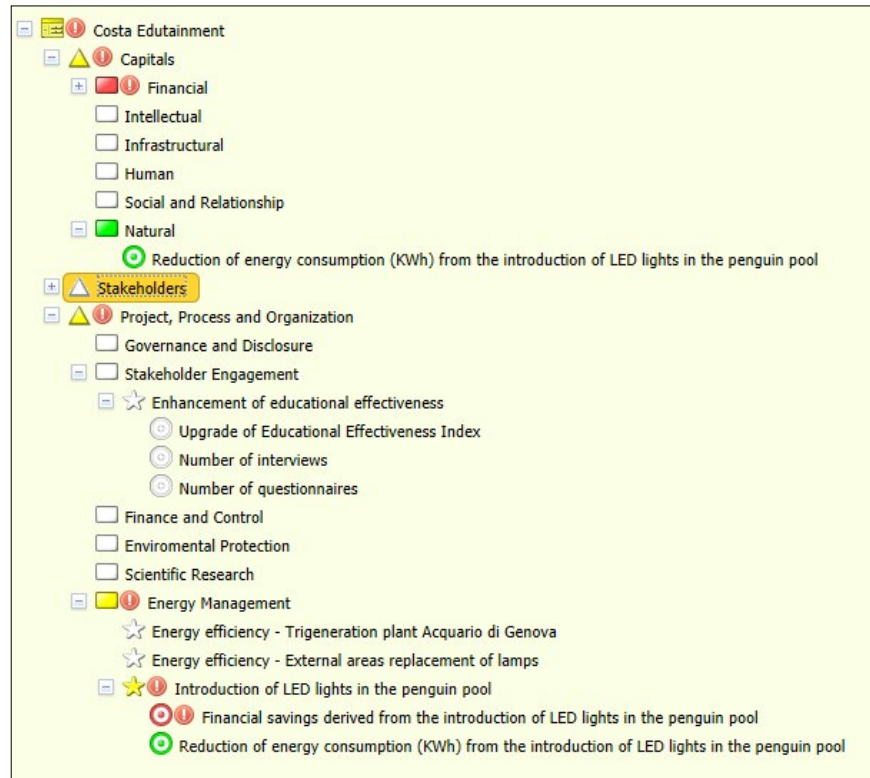 Costa Edutainment
Capitals
Financial
Intellectual
Infrastructural
Human
Social and Relationship
Natural
Reduction of energy consumption (KWh) from the introduction of LED lights in the penguin pool
Stakeholders
Project, Process and Organization
Governance and Disclosure
Stakeholder Engagement
Enhancement of educational effectiveness
Upgrade of Educational Effectiveness Index
Number of interviews
Number of questionnaires
Finance and Control
Enviromental Protection
Scientific Research
Energy Management
Energy efficiency - Trigeneration plant Acquario di Genova
Energy efficiency - External areas replacement of lamps
Introduction of LED lights in the penguin pool
Financial savings derived from the introduction of LED lights in the penguin pool
Reduction of energy consumption (KWh) from the introduction of LED lights in the penguin pool